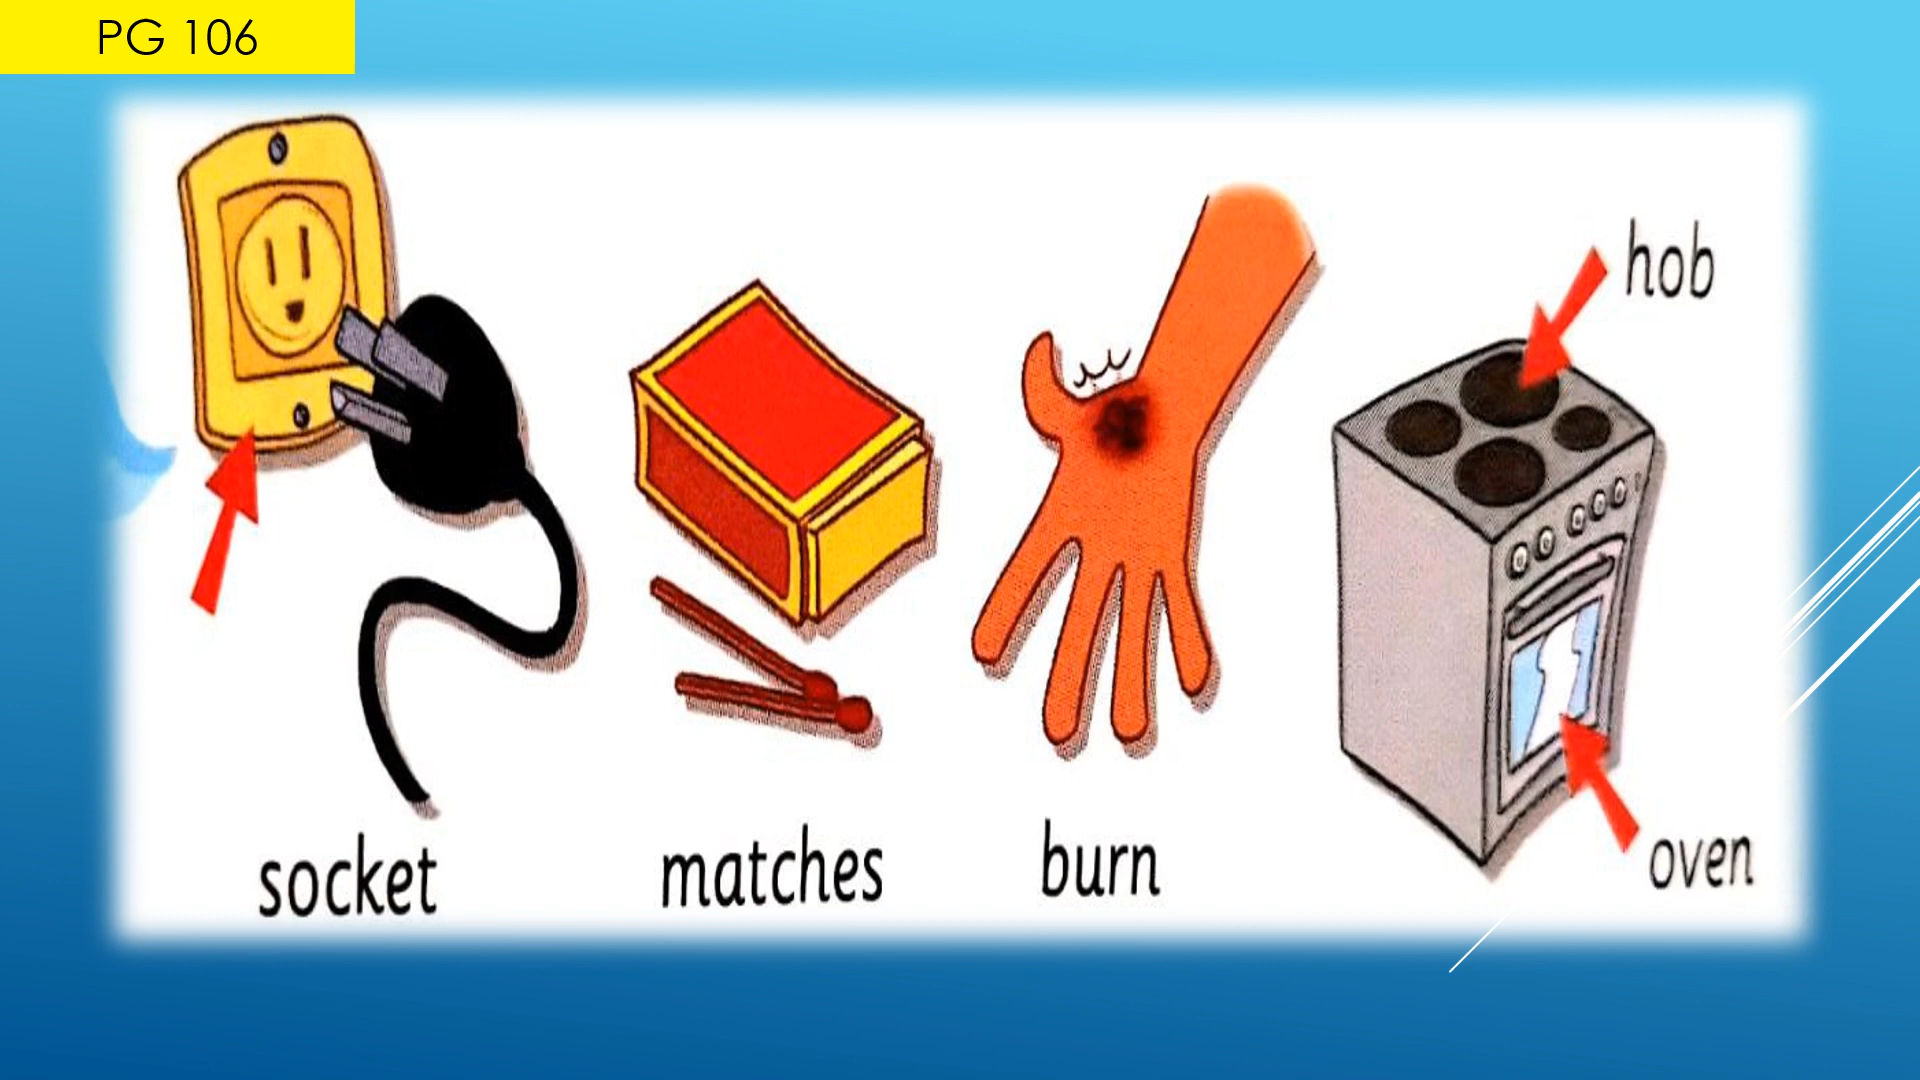 PG 106
hob
oven
socket
matches
burn